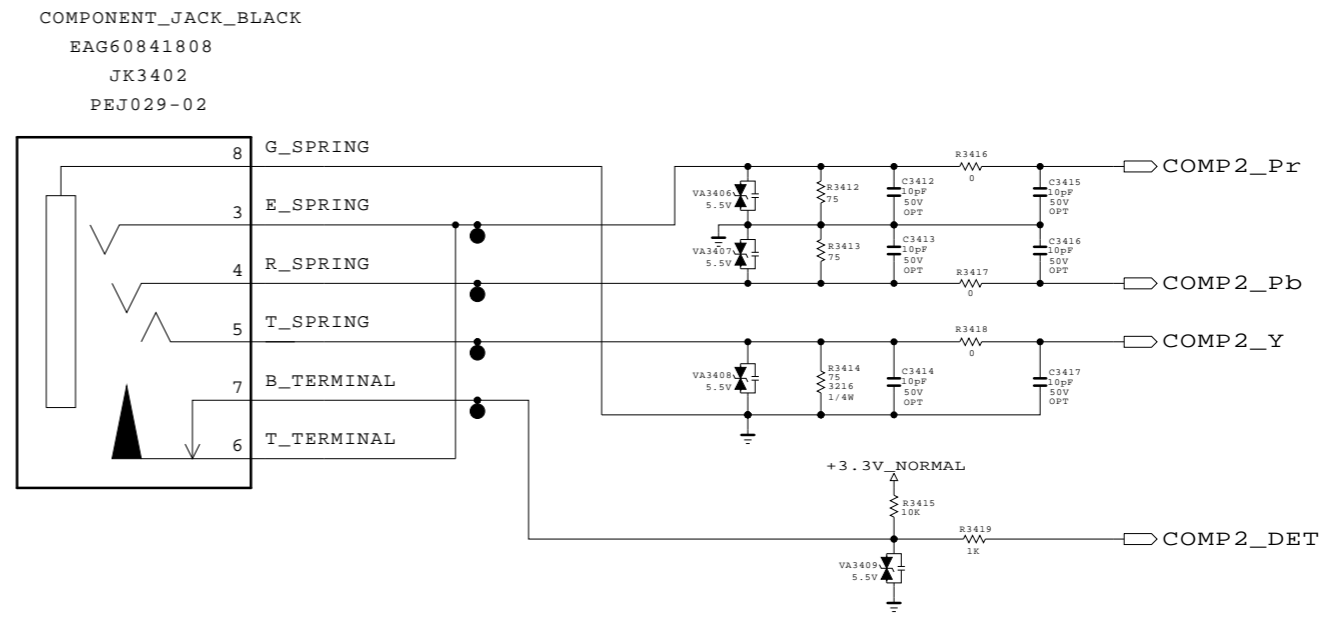 COMPONENT_JACK_BLACK
EAG60841808
JK3402
PEJ029-02
8 G_SPRING
3 E_SPRING
4 R_SPRING
5 T_SPRING
7 B_TERMINAL
6 T_TERMINAL
R3416
0
COMP2_Pr
VA3406
5.5V
R3412
75
C3412
10pF
50V
OPT
C3415
10pF
50V
OPT
VA3407
5.5V
R3413
75
C3413
10pF
50V
OPT
C3416
10pF
50V
OPT
R3417
0
COMP2_Pb
R3418
0
COMP2_Y
VA3408
5.5V
R3414
75
3216
1/4W
C3414
10pF
50V
OPT
C3417
10pF
50V
OPT
+3.3V_NORMAL
R3415
10K
R3419
1K
COMP2_DET
VA3409
5.5V